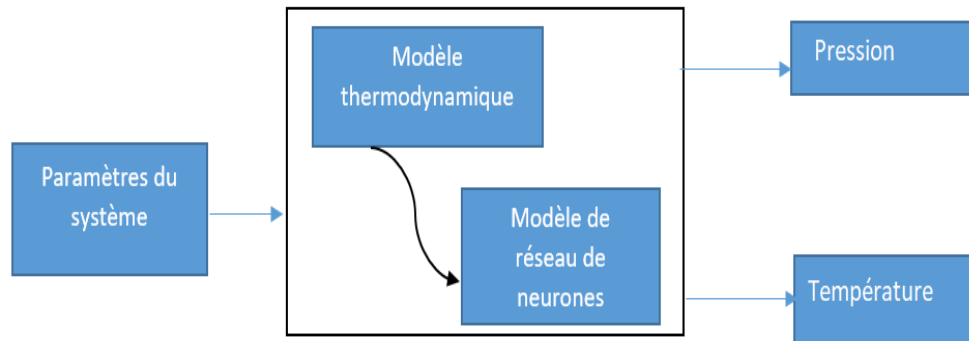 Paramètres du
système
Modèle
thermodynamique
Modèle de
réseau de
neurones
Pression
Température